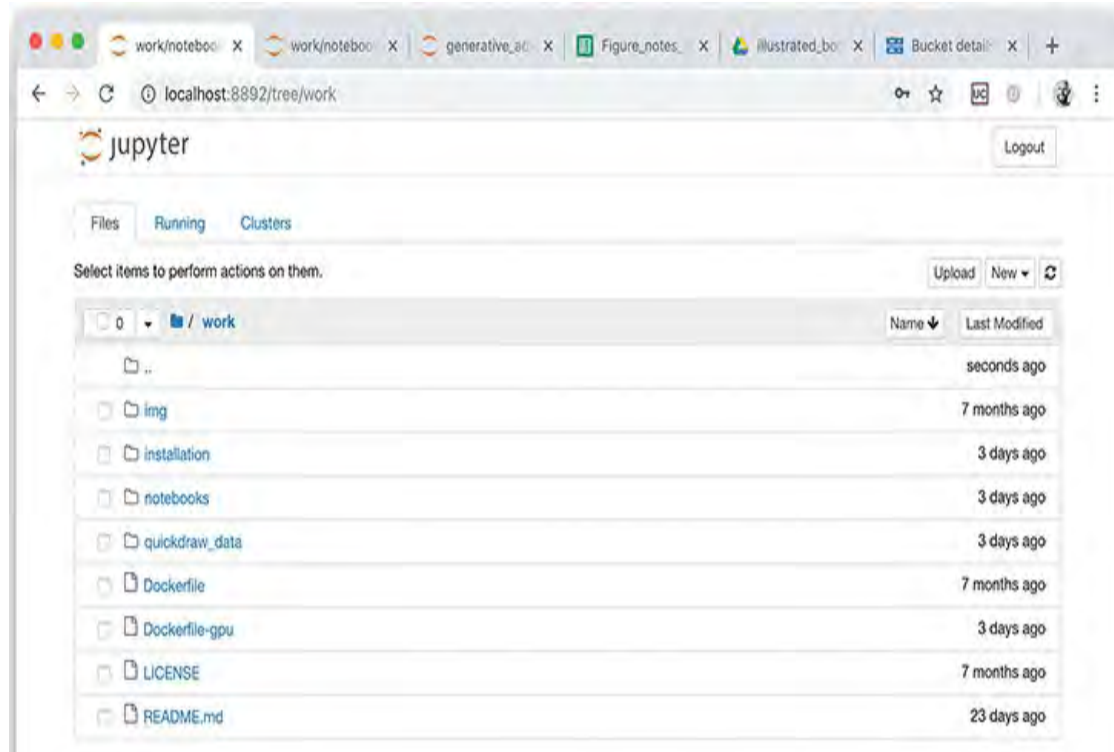 work/noteboo work/noteboo generative_ad Figure_notes_ illustrated_bo Bucket detail
localhost:8892/tree/work UC
jupyter Logout
Files Running Clusters
Select items to perform actions on them. Upload New
0 / work Name Last Modified
.. seconds ago
img 7 months ago
installation 3 days ago
notebooks 3 days ago
quickdraw_data 3 days ago
Dockerfile 7 months ago
Dockerfile-gpu 3 days ago
LICENSE 7 months ago
README.md 23 days ago